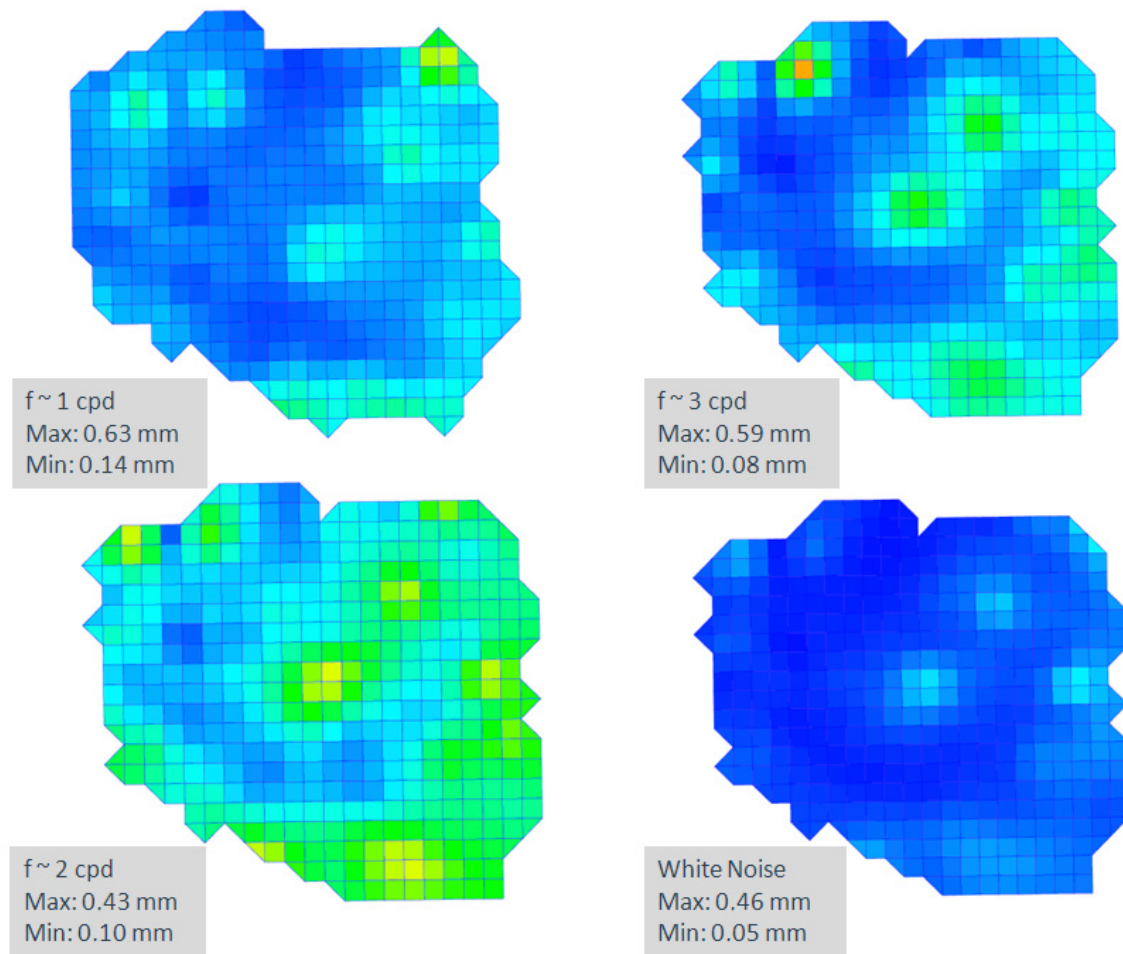 f ~ 1 cpd
Max: 0.63 mm
Min: 0.14 mm
f ~ 3 cpd
Max: 0.59 mm
Min: 0.08 mm
f ~ 2 cpd
Max: 0.43 mm
Min: 0.10 mm
White Noise
Max: 0.46 mm
Min: 0.05 mm